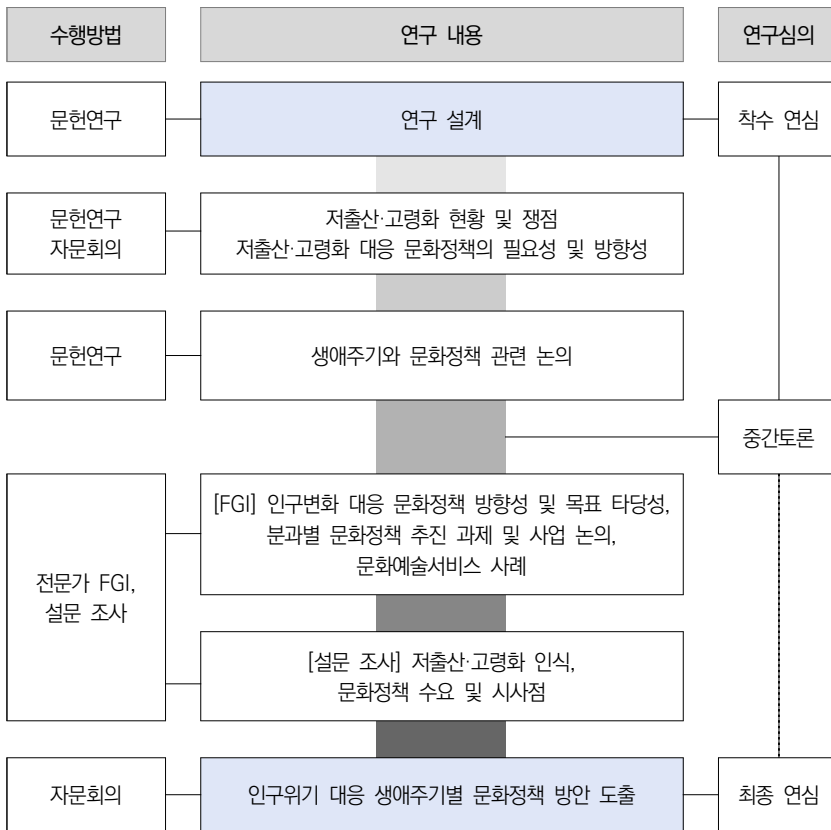 수행방법
연구 내용
연구심의
문헌연구
연구 설계
착수 연심
문헌연구
자문회의
저출산·고령화 현황 및 쟁점
저출산·고령화 대응 문화정책의 필요성 및 방향성
문헌연구
생애주기와 문화정책 관련 논의
중간토론
전문가 FGI,
설문 조사
[FGI] 인구변화 대응 문화정책 방향성 및 목표 타당성,
분과별 문화정책 추진 과제 및 사업 논의,
문화예술서비스 사례
[설문 조사] 저출산·고령화 인식,
문화정책 수요 및 시사점
자문회의
인구위기 대응 생애주기별 문화정책 방안 도출
최종 연심